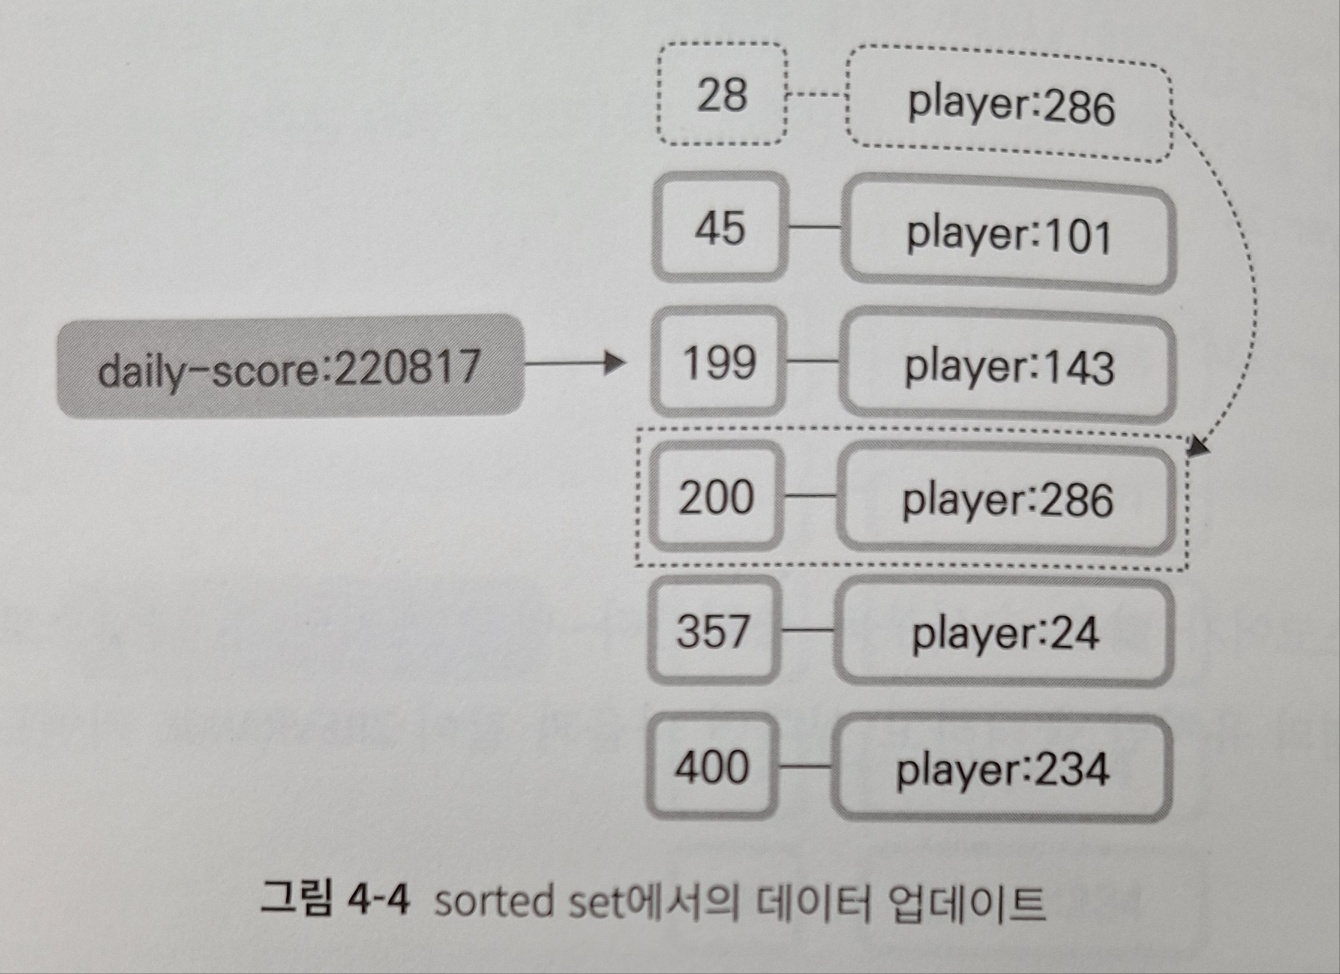 28 player:286
45 player:101
daily-score:220817 199 player:143
200 player:286
357 player:24
400 player:234
그림 4-4 sorted set에서의 데이터 업데이트